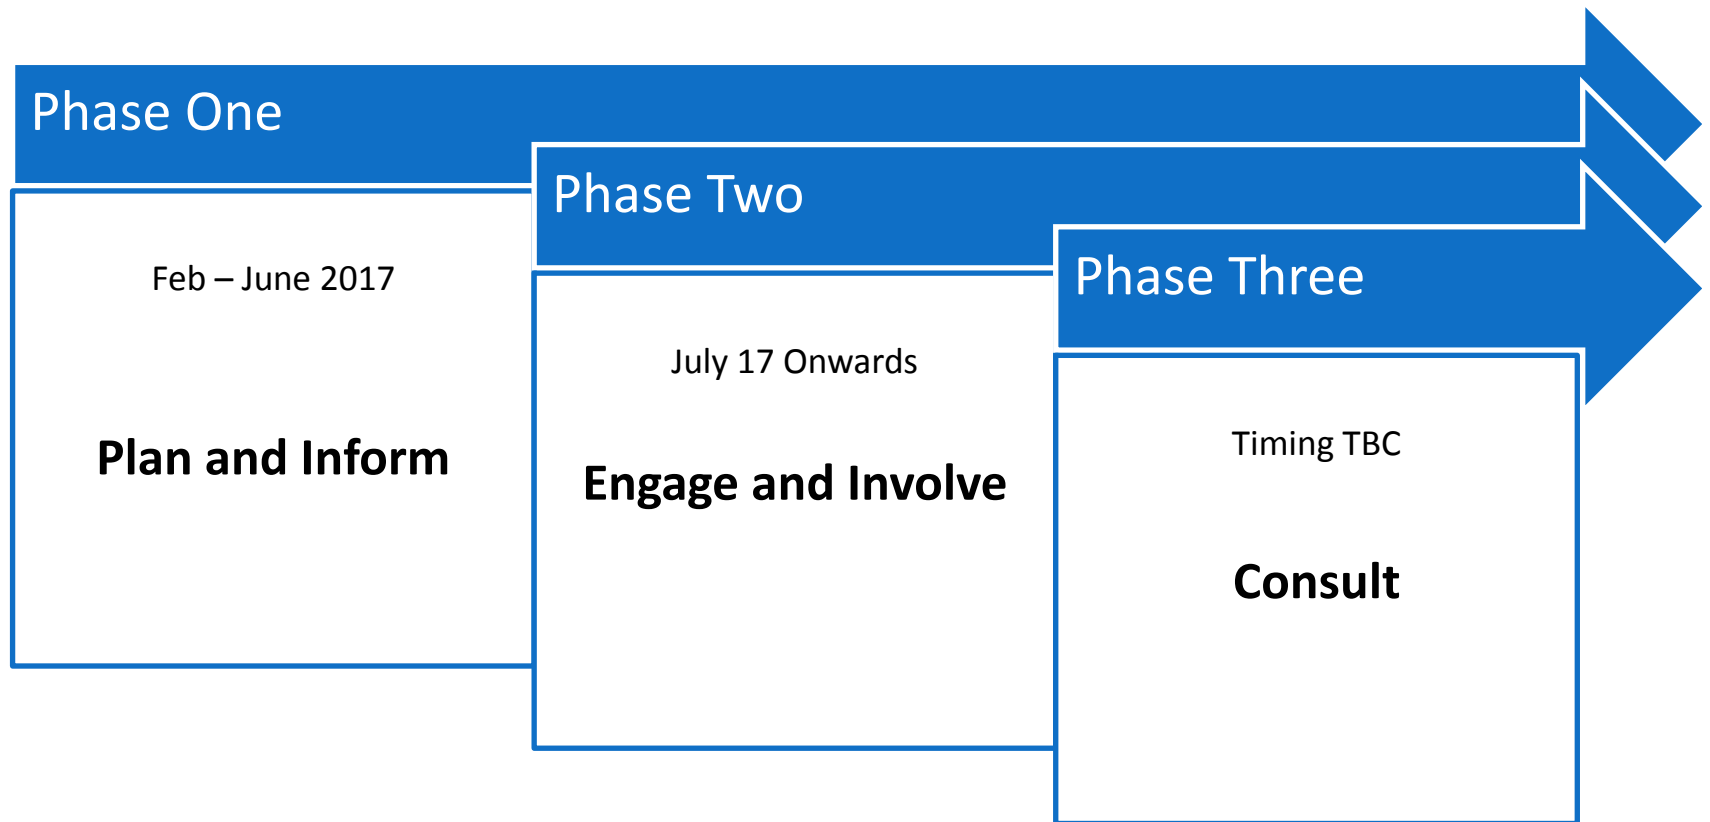 Phase One
Feb – June 2017
Plan and Inform
Phase Two
July 17 Onwards
Engage and Involve
Phase Three
Timing TBC
Consult